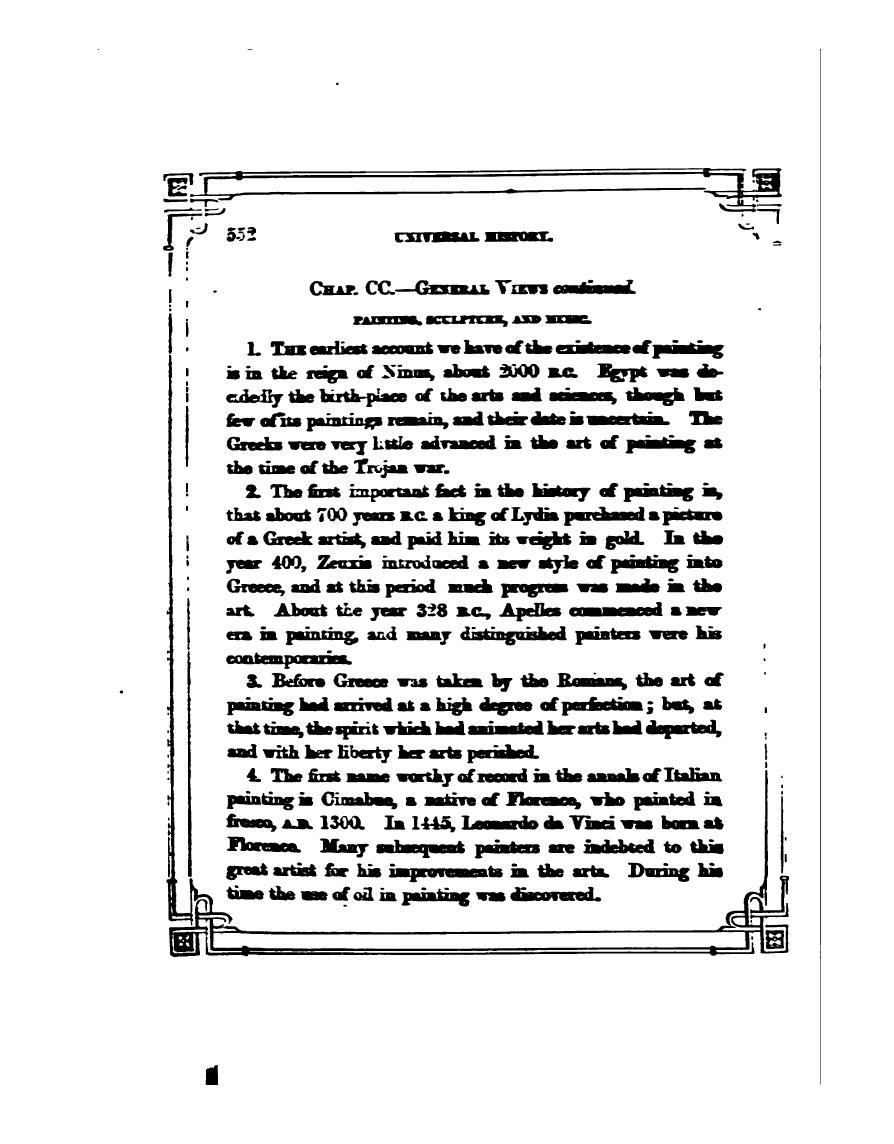 552
UNIVERSAL HISTORY.
CHAP. CC.—GENERAL VIEWS continued.
PAINTING, SCULPTURE, AND MUSIC.
1. THE earliest account we have of the existence of painting
is in the reign of Ninus, about 2000 B.C. Egypt was de-
cidedly the birth-place of the arts and sciences, though but
few of its paintings remain, and their date is uncertain. The
Greeks were very little advanced in the art of painting at
the time of the Trojan war.
2. The first important fact in the history of painting is,
that about 700 years B.C. a king of Lydia purchased a picture
of a Greek artist, and paid him its weight in gold. In the
year 400, Zeuxis introduced a new style of painting into
Greece, and at this period much progress was made in the
art. About the year 328 B.C., Apelles commenced a new
era in painting, and many distinguished painters were his
contemporaries.
3. Before Greece was taken by the Romans, the art of
painting had arrived at a high degree of perfection; but, at
that time, the spirit which had animated her arts had departed,
and with her liberty her arts perished.
4. The first name worthy of record in the annals of Italian
painting is Cimabue, a native of Florence, who painted in
fresco, A.D. 1300. In 1445, Leonardo da Vinci was born at
Florence. Many subsequent painters are indebted to this
great artist for his improvements in the arts. During his
time the use of oil in painting was discovered.